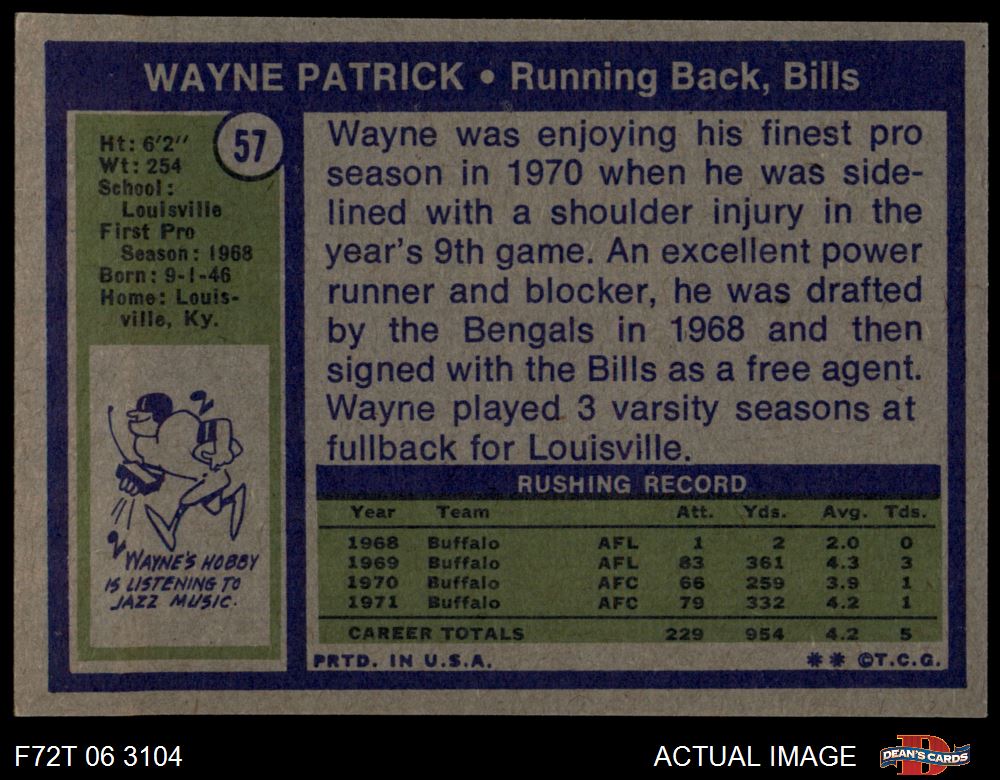 WAYNE PATRICK • Running Back, Bills
57
Ht: 6'2"
Wt: 254
School:
Louisville
First Pro
Season: 1968
Born: 9-1-46
Home: Louis-
ville, Ky.
WAYNE'S HOBBY
IS LISTENING TO
JAZZ MUSIC.
Wayne was enjoying his finest pro
season in 1970 when he was side-
lined with a shoulder injury in the
year's 9th game. An excellent power
runner and blocker, he was drafted
by the Bengals in 1968 and then
signed with the Bills as a free agent.
Wayne played 3 varsity seasons at
fullback for Louisville.
RUSHING RECORD
Year Team Att. Yds. Avg. Tds.
1968 Buffalo AFL 1 2 2.0 0
1969 Buffalo AFL 83 361 4.3 3
1970 Buffalo AFC 66 259 3.9 1
1971 Buffalo AFC 79 332 4.2 1
CAREER TOTALS 229 954 4.2 5
PRTD. IN U.S.A. ** ©T.C.G.
F72T 06 3104 ACTUAL IMAGE DEAN'S CARDS